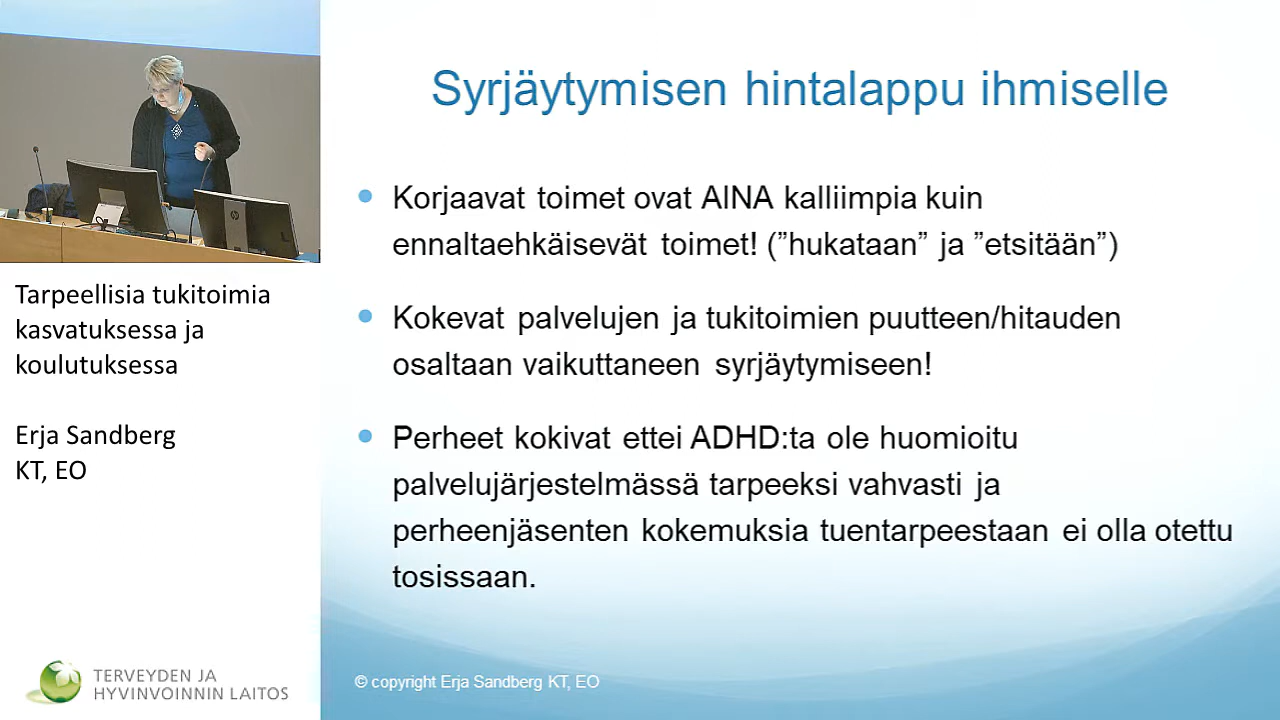 Syrjäytymisen hintalappu ihmiselle
Korjaavat toimet ovat AINA kalliimpia kuin
ennaltaehkäisevät toimet! (”hukataan” ja ”etsitään”)
Kokevat palvelujen ja tukitoimien puutteen/hitauden
osaltaan vaikuttaneen syrjäytymiseen!
Perheet kokivat ettei ADHD:ta ole huomioitu
palvelujärjestelmässä tarpeeksi vahvasti ja
perheenjäsenten kokemuksia tuentarpeestaan ei olla otettu
tosissaan.
© copyright Erja Sandberg KT, EO
Tarpeellisia tukitoimia
kasvatuksessa ja
koulutuksessa
Erja Sandberg
KT, EO
TERVEYDEN JA
HYVINVOINNIN LAITOS
hp